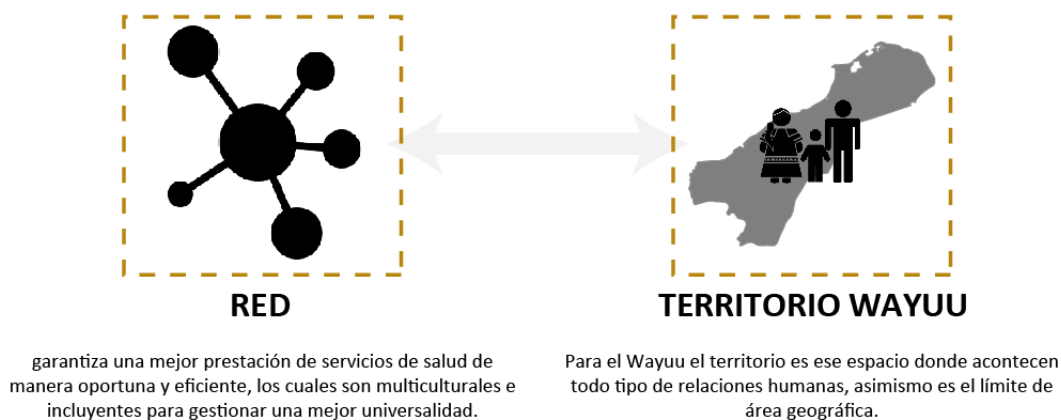 RED
garantiza una mejor prestación de servicios de salud de
manera oportuna y eficiente, los cuales son multiculturales e
incluyentes para gestionar una mejor universalidad.
TERRITORIO WAYUU
Para el Wayuu el territorio es ese espacio donde acontecen
todo tipo de relaciones humanas, asimismo es el límite de
área geográfica.